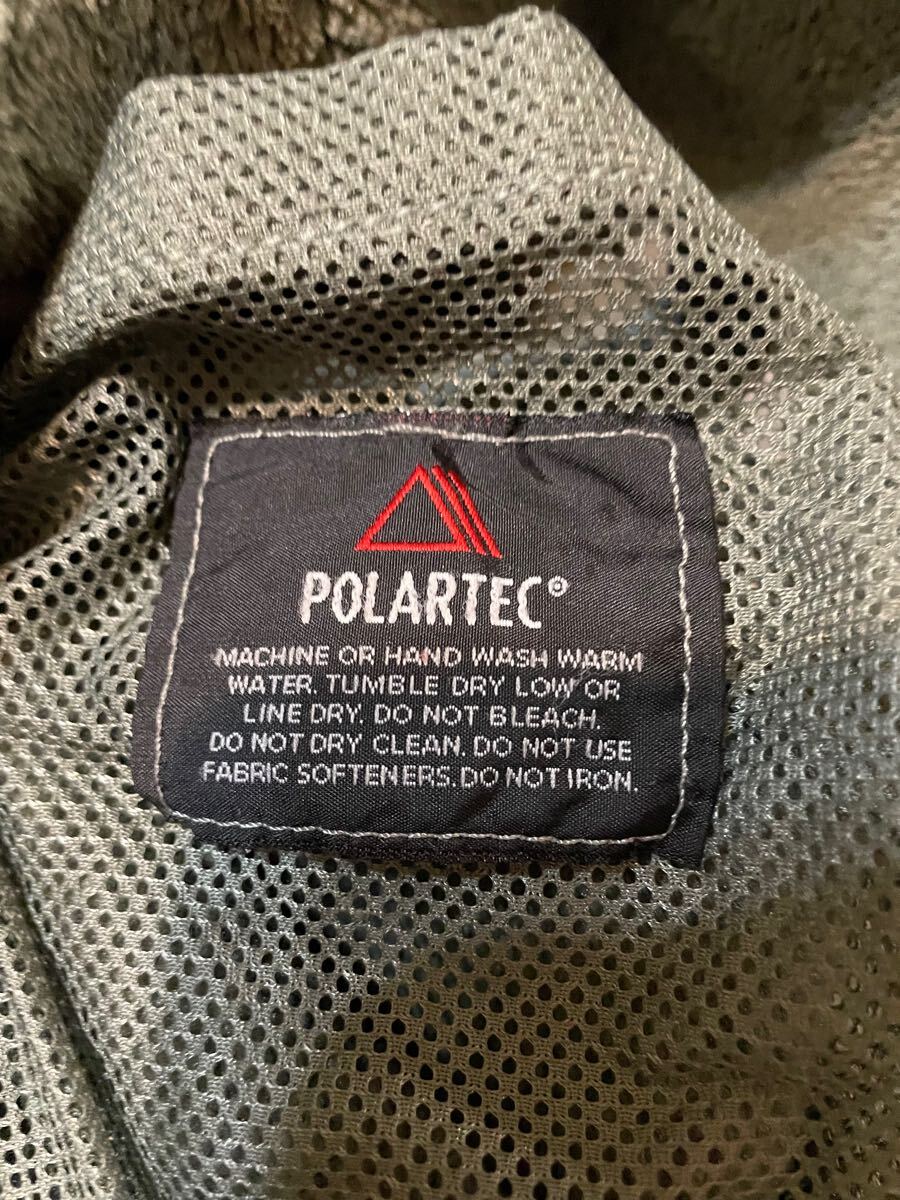 POLARTEC®
MACHINE OR HAND WASH WARM
WATER. TUMBLE DRY LOW OR
LINE DRY. DO NOT BLEACH.
DO NOT DRY CLEAN. DO NOT USE
FABRIC SOFTENERS. DO NOT IRON.